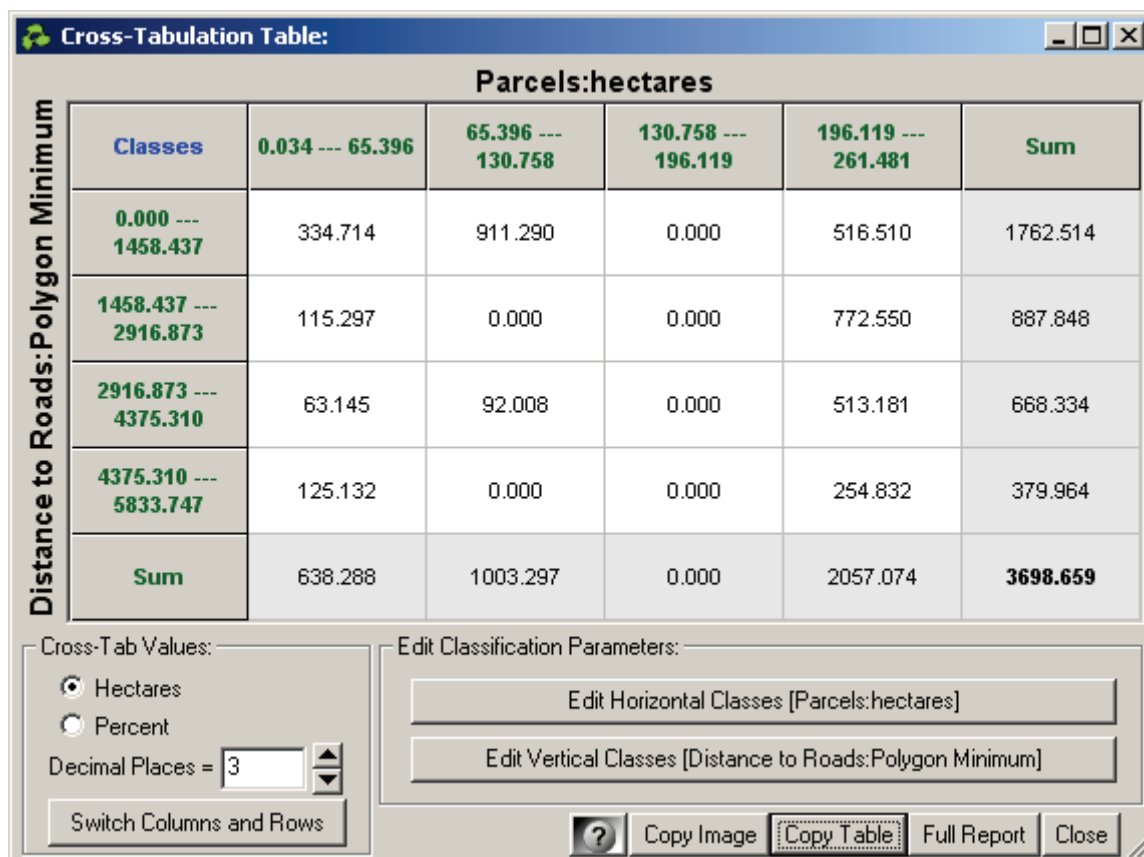 Cross-Tabulation Table:
Parcels:hectares
Distance to Roads:Polygon Minimum
Classes 0.034 --- 65.396 65.396 --- 130.758 130.758 --- 196.119 196.119 --- 261.481 Sum
0.000 --- 1458.437 334.714 911.290 0.000 516.510 1762.514
1458.437 --- 2916.873 115.297 0.000 0.000 772.550 887.848
2916.873 --- 4375.310 63.145 92.008 0.000 513.181 668.334
4375.310 --- 5833.747 125.132 0.000 0.000 254.832 379.964
Sum 638.288 1003.297 0.000 2057.074 3698.659
Cross-Tab Values:
Hectares
Percent
Decimal Places = 3
Switch Columns and Rows
Edit Classification Parameters:
Edit Horizontal Classes [Parcels:hectares]
Edit Vertical Classes [Distance to Roads:Polygon Minimum]
? Copy Image Copy Table Full Report Close